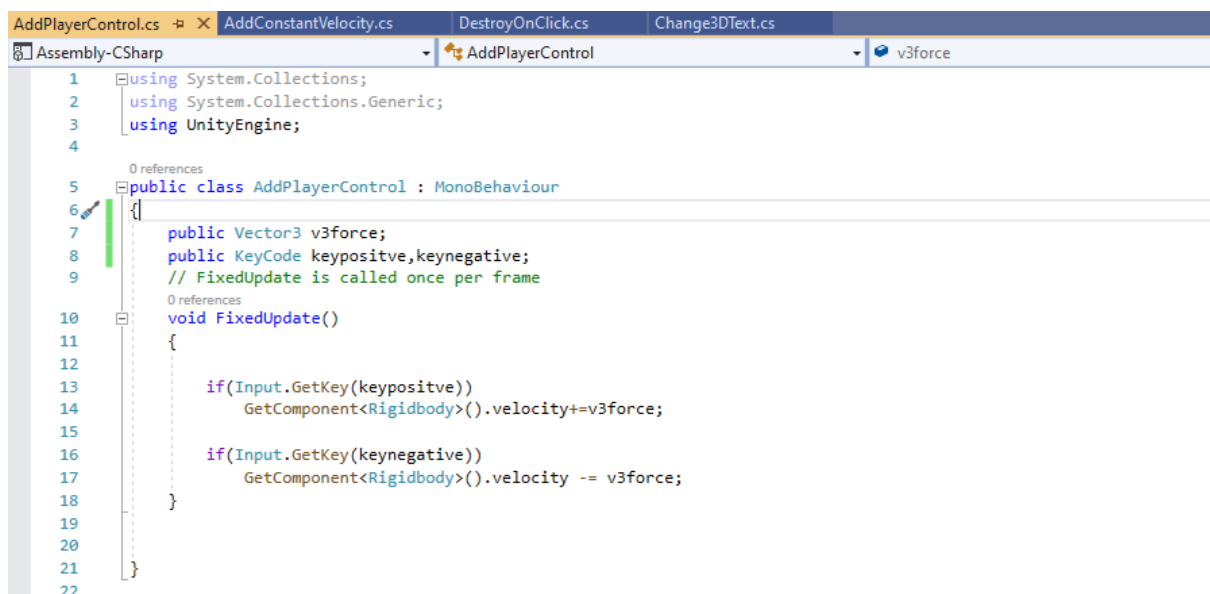 AddPlayerControl.cs AddConstantVelocity.cs DestroyOnClick.cs Change3DText.cs
Assembly-CSharp AddPlayerControl v3force
1 using System.Collections;
2 using System.Collections.Generic;
3 using UnityEngine;
4
0 references
5 public class AddPlayerControl : MonoBehaviour
6 {
7 public Vector3 v3force;
8 public KeyCode keypositve,keynegative;
9 // FixedUpdate is called once per frame
0 references
10 void FixedUpdate()
11 {
12
13 if(Input.GetKey(keypositve))
14 GetComponent<Rigidbody>().velocity+=v3force;
15
16 if(Input.GetKey(keynegative))
17 GetComponent<Rigidbody>().velocity -= v3force;
18 }
19
20
21 }
22